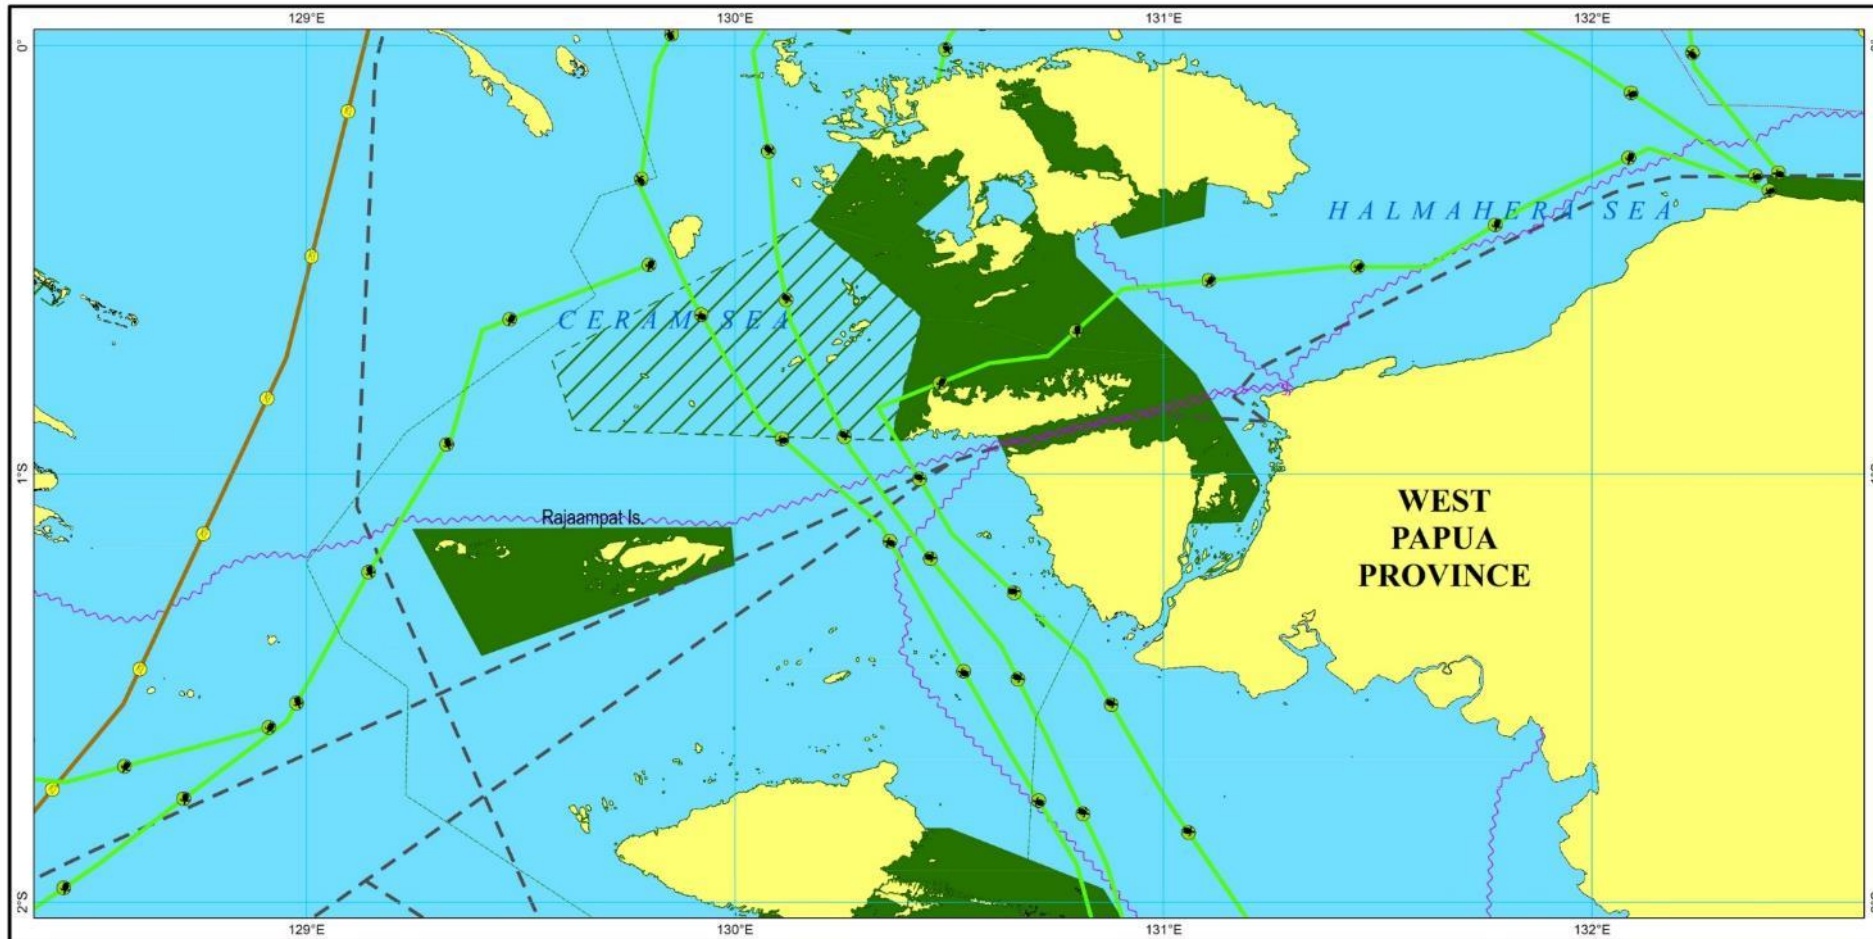 129°E 130°E 131°E 132°E
0°
HALMAHERA SEA
CERAM SEA
1°S
WEST
PAPUA
PROVINCE
Rajaampat Is.
2°S
129°E 130°E 131°E 132°E